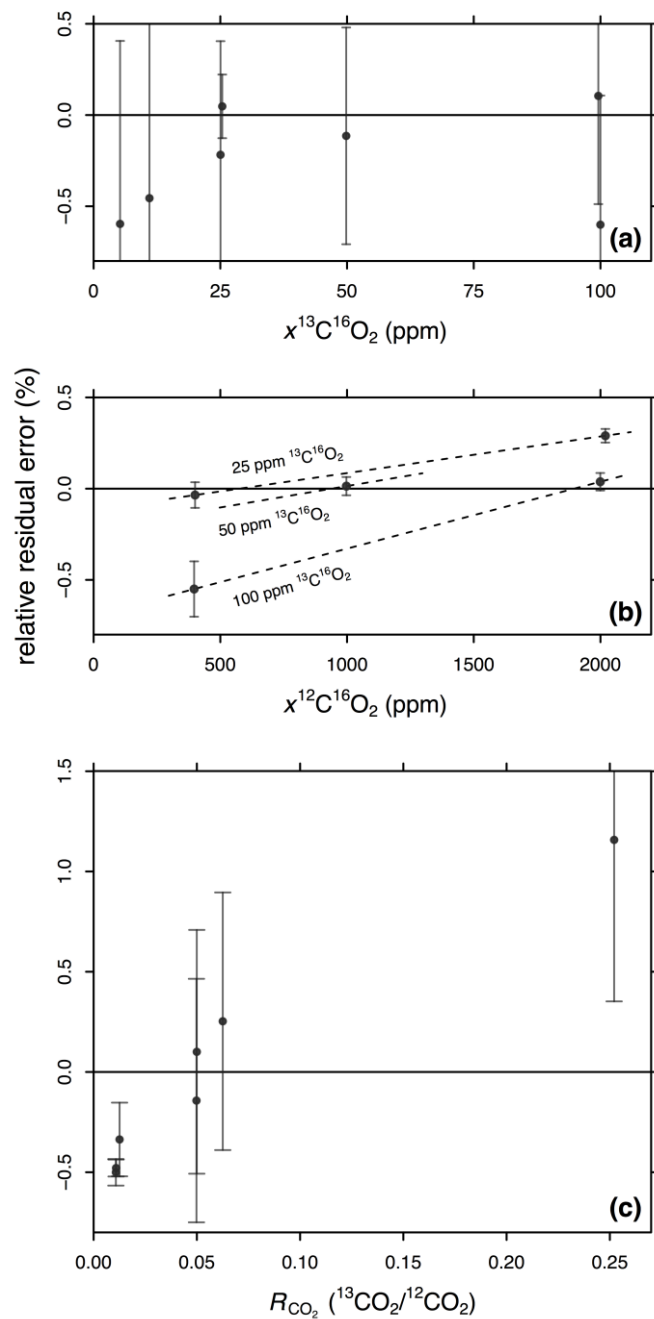 0.5
0.0
−0.5
(a)
0 25 50 75 100
x¹³C¹⁶O₂ (ppm)
relative residual error (%)
0.5
0.0
−0.5
25 ppm ¹³C¹⁶O₂
50 ppm ¹³C¹⁶O₂
100 ppm ¹³C¹⁶O₂
(b)
0 500 1000 1500 2000
x¹²C¹⁶O₂ (ppm)
1.5
1.0
0.5
0.0
−0.5
(c)
0.00 0.05 0.10 0.15 0.20 0.25
R_CO₂ (¹³CO₂/¹²CO₂)